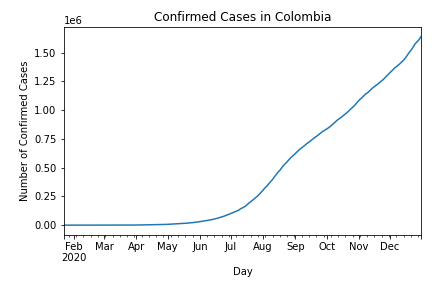 Confirmed Cases in Colombia
1e6
Number of Confirmed Cases
1.50
1.25
1.00
0.75
0.50
0.25
0.00
Feb Mar Apr May Jun Jul Aug Sep Oct Nov Dec
2020
Day